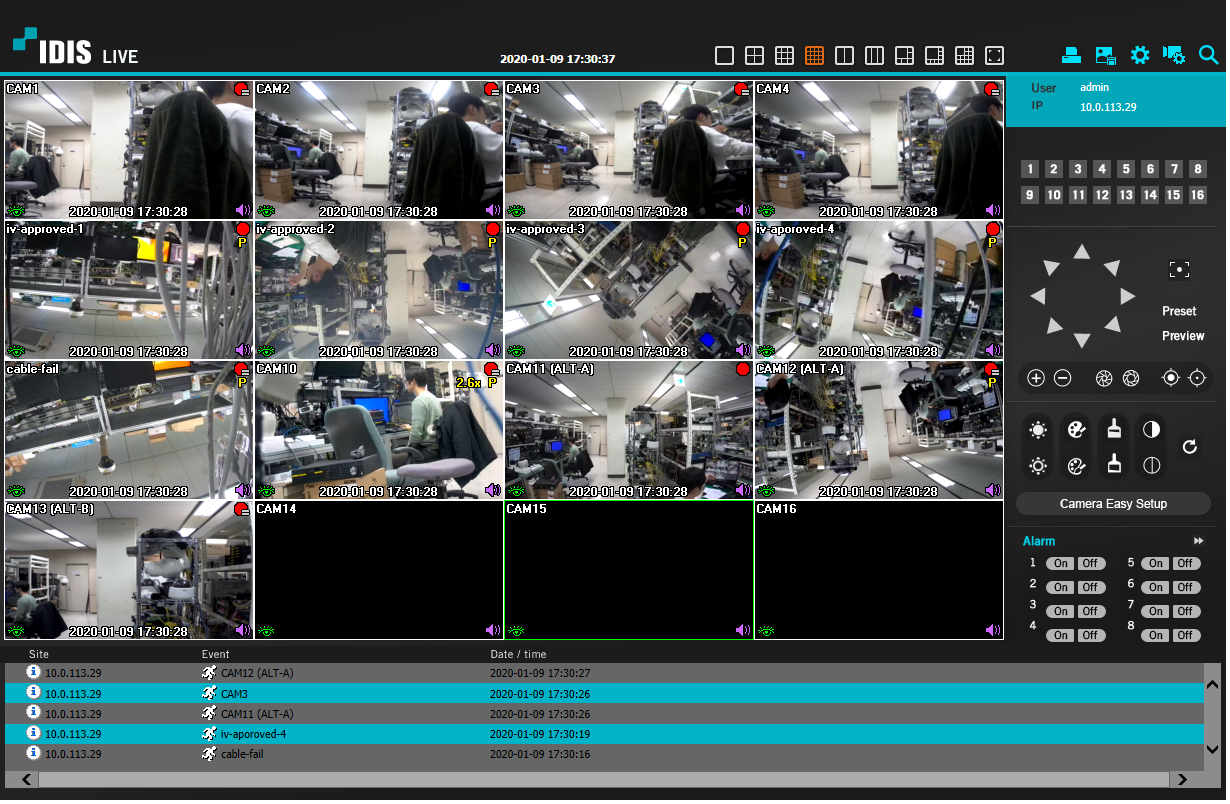 IDIS LIVE
2020-01-09 17:30:37
User admin
IP 10.0.113.29
CAM1 CAM2 CAM3 CAM4
2020-01-09 17:30:28 2020-01-09 17:30:28 2020-01-09 17:30:28 2020-01-09 17:30:28
1 2 3 4 5 6 7 8
9 10 11 12 13 14 15 16
iv-approved-1 iv-approved-2 iv-approved-3 iv-aporoved-4
P P P P
2020-01-09 17:30:28 2020-01-09 17:30:28 2020-01-09 17:30:28 2020-01-09 17:30:28
Preset
Preview
cable-fail CAM10 CAM11 (ALT-A) CAM12 (ALT-A)
P 2.6x P P
2020-01-09 17:30:28 2020-01-09 17:30:28 2020-01-09 17:30:28 2020-01-09 17:30:28
Camera Easy Setup
CAM13 (ALT-B) CAM14 CAM15 CAM16
2020-01-09 17:30:28
Alarm
1 On Off 5 On Off
2 On Off 6 On Off
3 On Off 7 On Off
4 On Off 8 On Off
Site Event Date / time
10.0.113.29 CAM12 (ALT-A) 2020-01-09 17:30:27
10.0.113.29 CAM3 2020-01-09 17:30:26
10.0.113.29 CAM11 (ALT-A) 2020-01-09 17:30:26
10.0.113.29 iv-aporoved-4 2020-01-09 17:30:19
10.0.113.29 cable-fail 2020-01-09 17:30:16